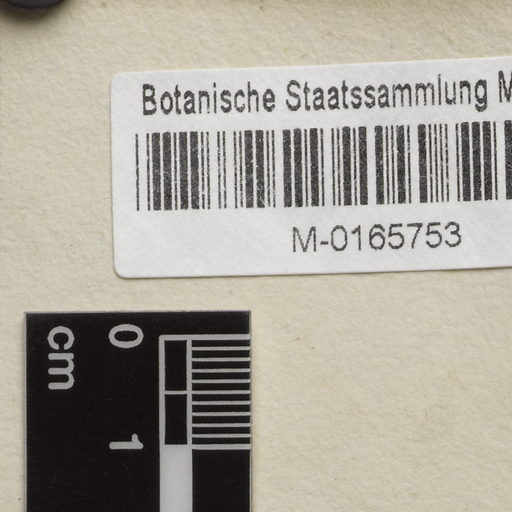 Botanische Staatssammlung M
M-0165753
cm
0
1